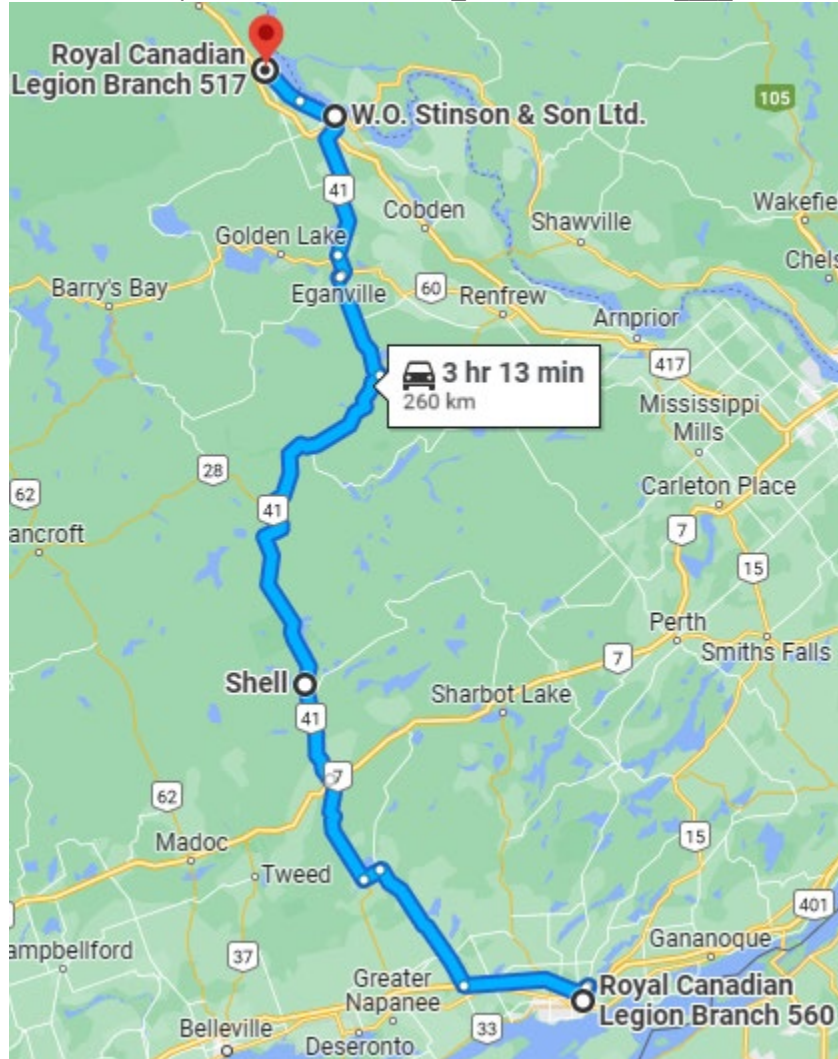 Royal Canadian
Legion Branch 517
W.O. Stinson & Son Ltd.
105
41
Cobden
Shawville
Wakefie
Golden Lake
Chels
Barry's Bay
Eganville
60
Renfrew
Arnprior
417
3 hr 13 min
260 km
Mississippi
Mills
28
62
41
Carleton Place
ancroft
7
15
Perth
Smiths Falls
7
Shell
Sharbot Lake
41
7
62
Madoc
15
Tweed
401
ampbellford
37
Gananoque
Greater
Napanee
Royal Canadian
Legion Branch 560
33
Belleville
Deseronto